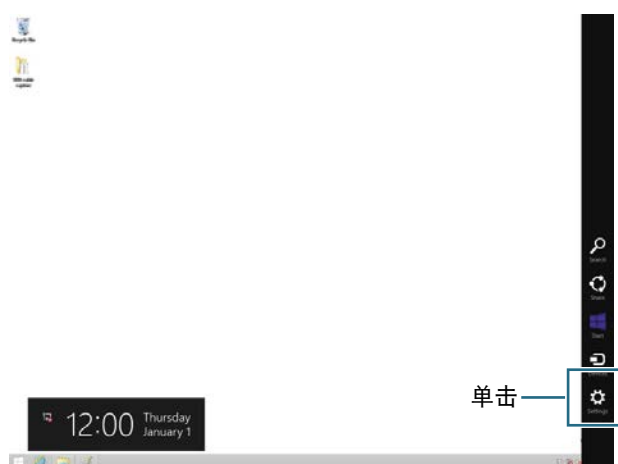 Recycle Bin
Search
Share
Start
Devices
单击
Settings
12:00
Thursday
January 1